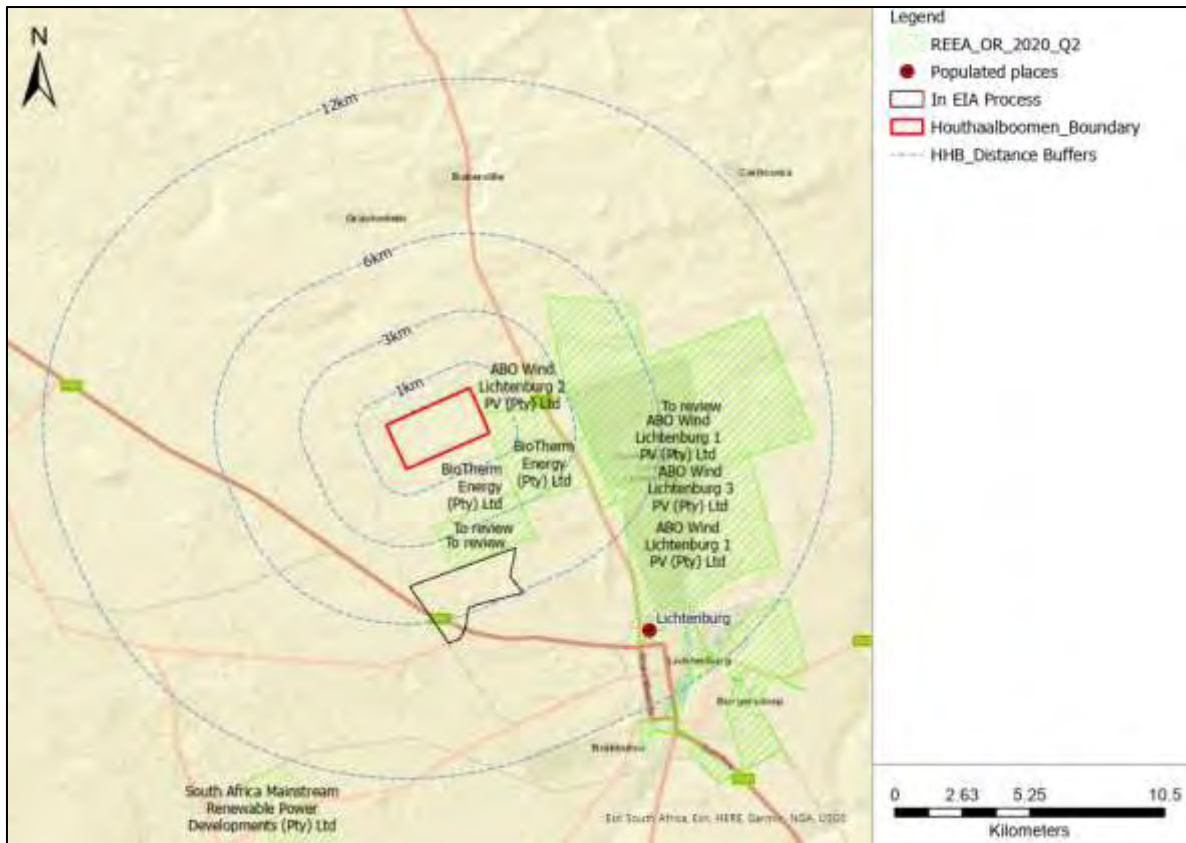 N
12km
6km
3km
1km
ABO Wind
Lichtenburg 2
PV (Pty) Ltd
BioTherm
Energy
(Pty) Ltd
BioTherm
Energy
(Pty) Ltd
To review
To review
To review
ABO Wind
Lichtenburg 1
PV (Pty) Ltd
ABO Wind
Lichtenburg 3
PV (Pty) Ltd
ABO Wind
Lichtenburg 1
PV (Pty) Ltd
Lichtenburg
Lichtenburg
South Africa Mainstream
Renewable Power
Developments (Pty) Ltd
Esri South Africa, Esri, HERE, Garmin, NGA, USGS
Legend
REEA_OR_2020_Q2
Populated places
In EIA Process
Houthaalboomen_Boundary
HHB_Distance Buffers
0 2.63 5.25 10.5
Kilometers